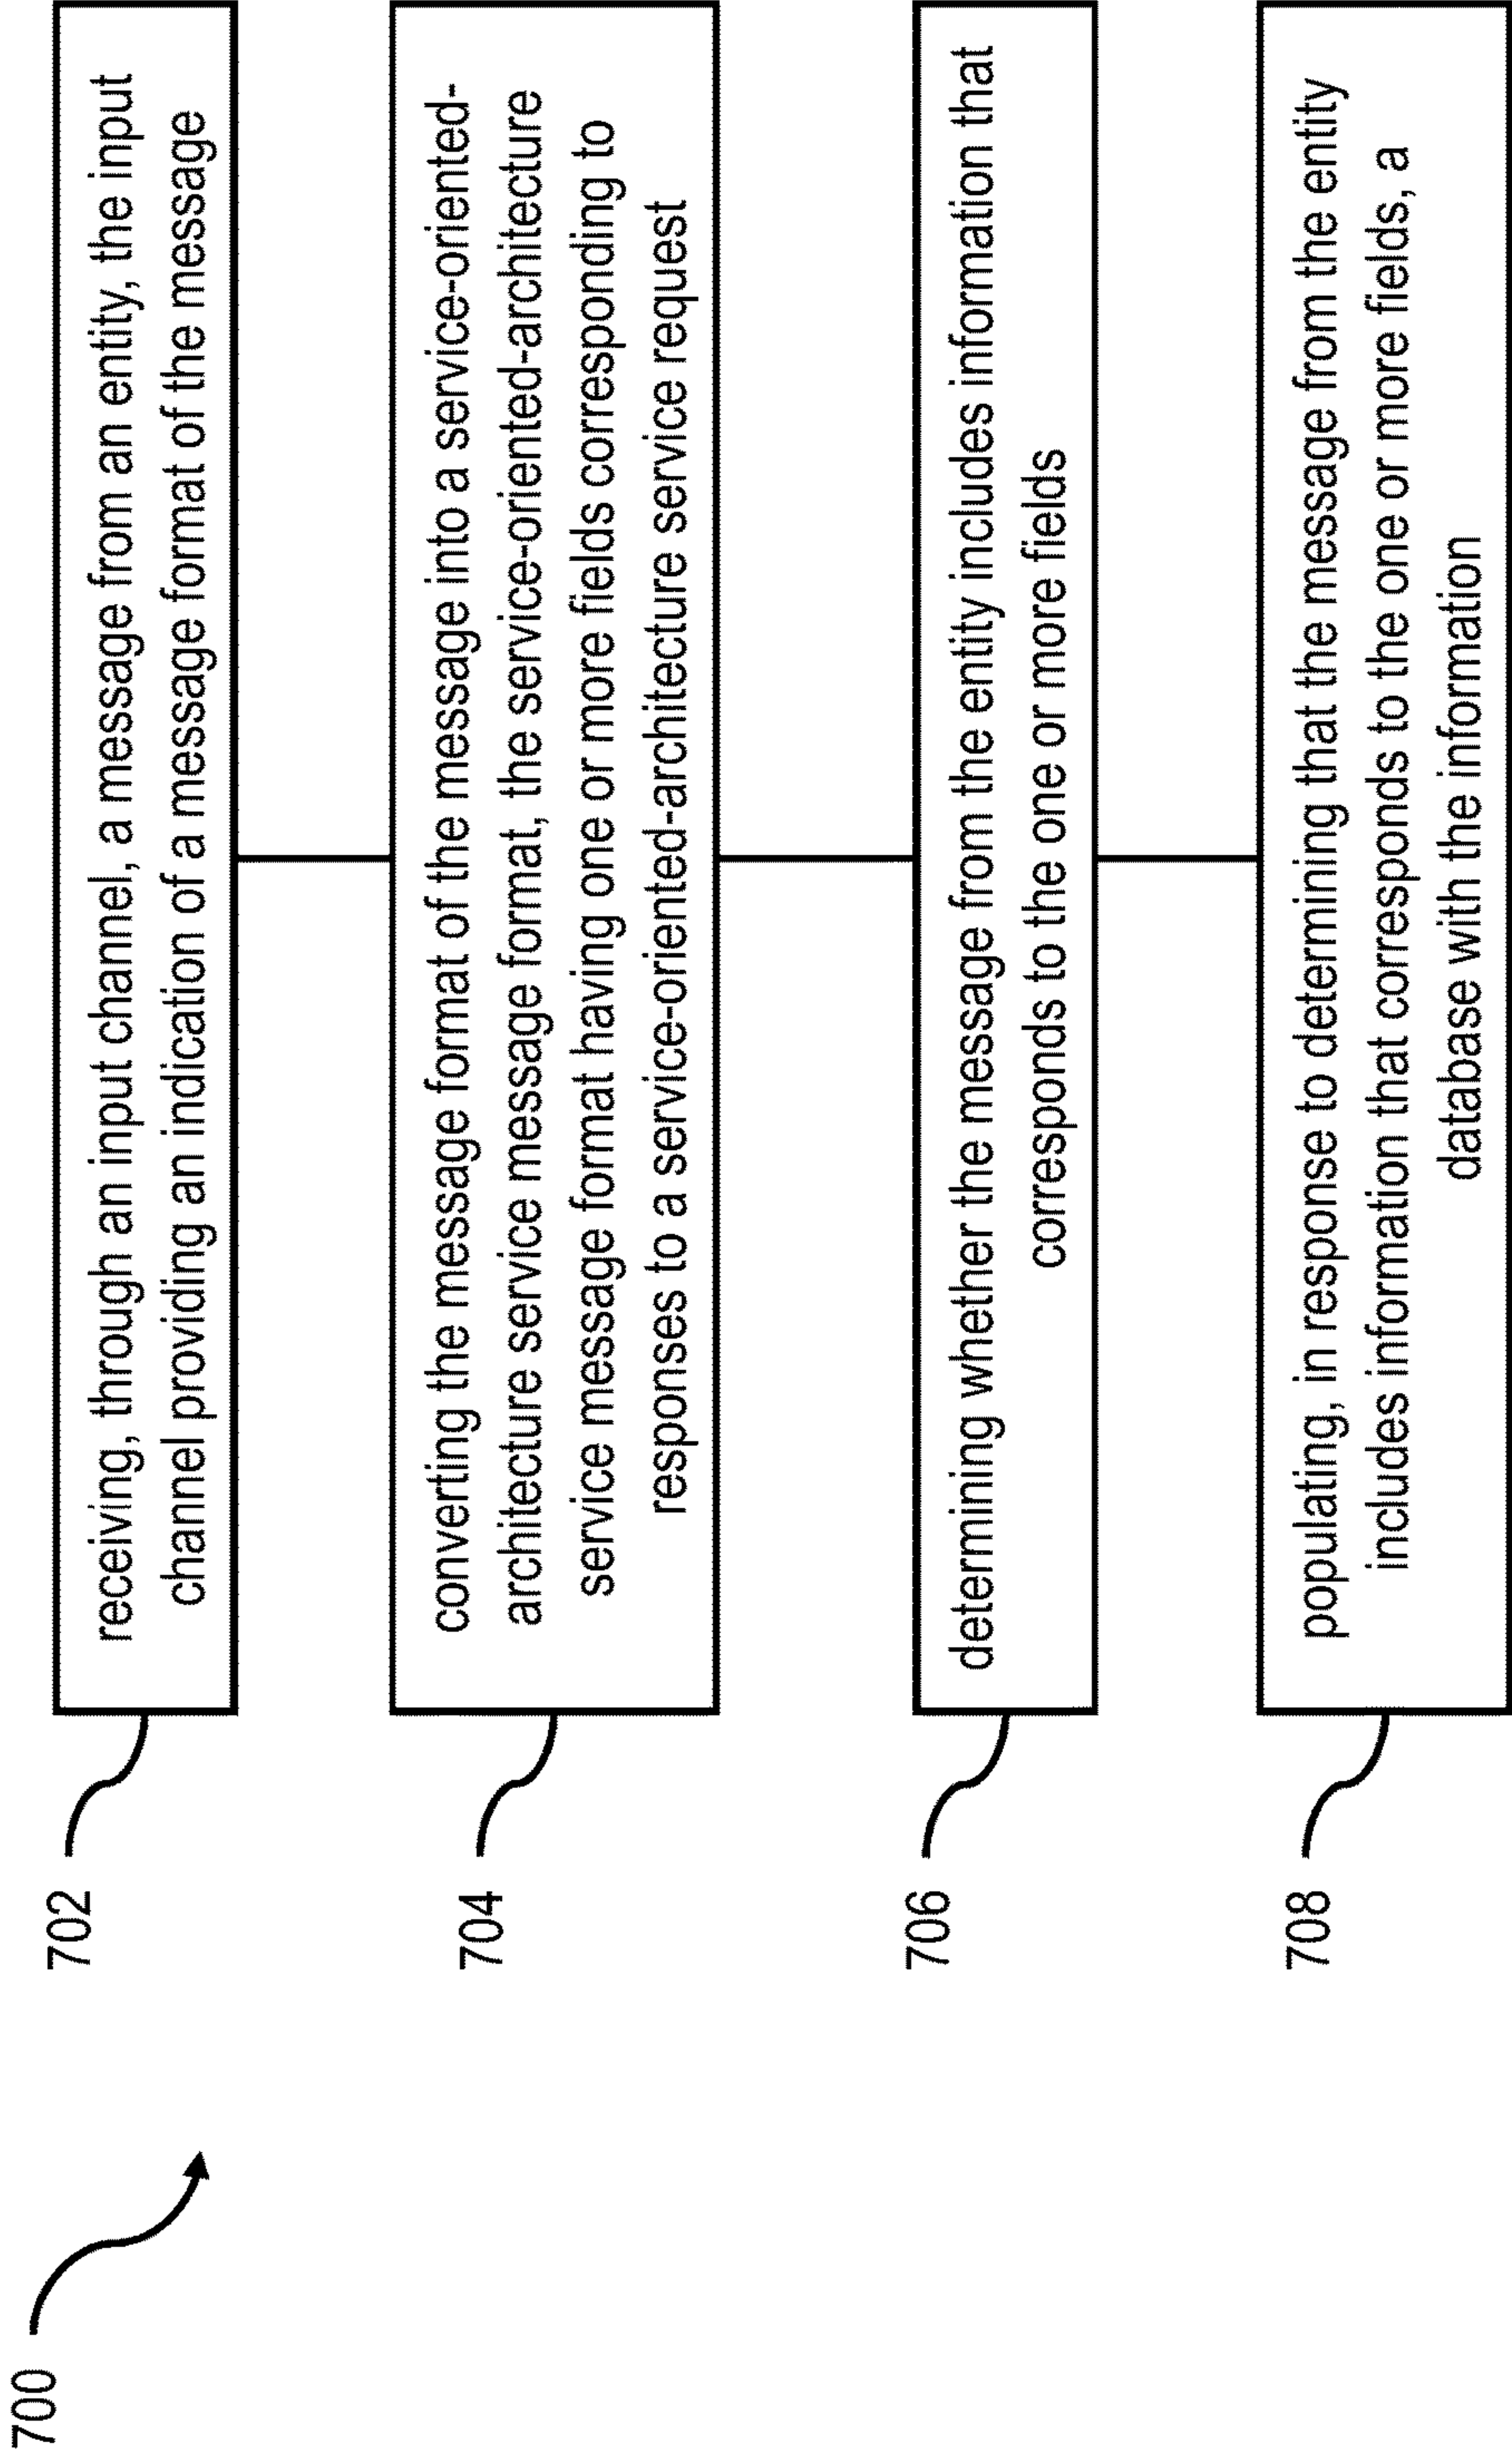 700
702
receiving, through an input channel, a message from an entity, the input
channel providing an indication of a message format of the message
704
converting the message format of the message into a service-oriented-
architecture service message format, the service-oriented-architecture
service message format having one or more fields corresponding to
responses to a service-oriented-architecture service request
706
determining whether the message from the entity includes information that
corresponds to the one or more fields
708
populating, in response to determining that the message from the entity
includes information that corresponds to the one or more fields, a
database with the information